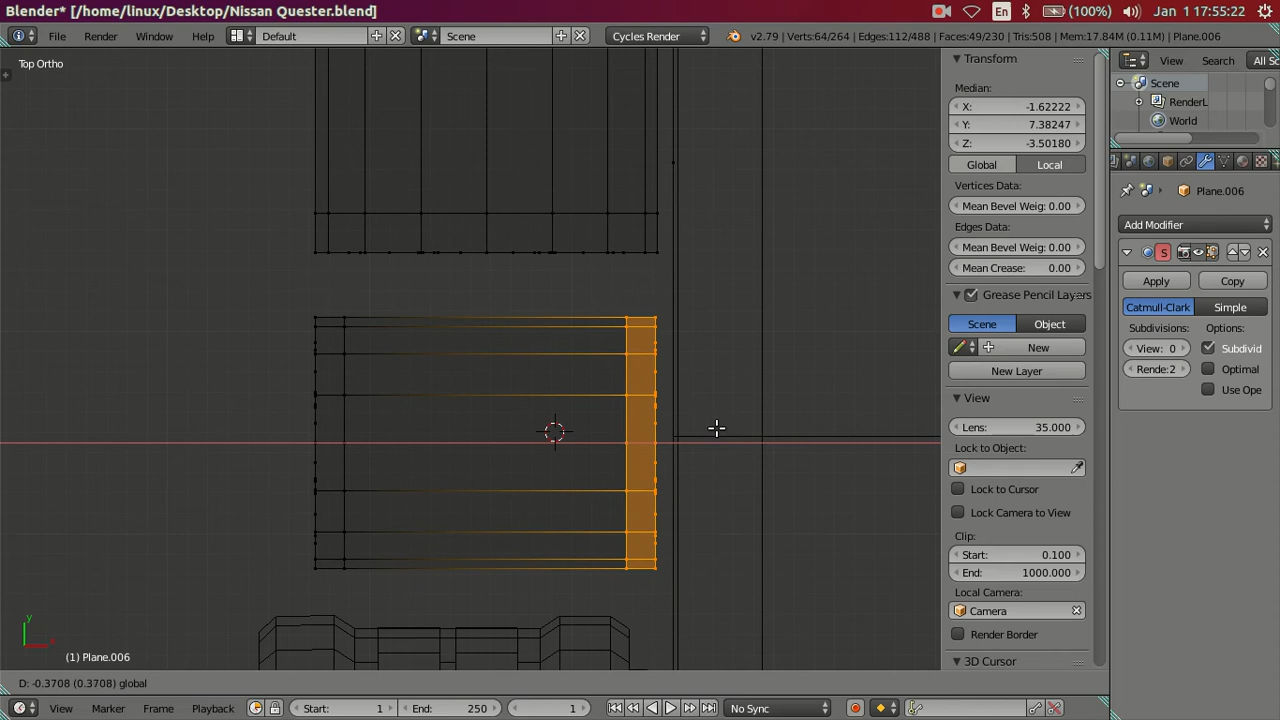 Blender* [/home/linux/Desktop/Nissan Quester.blend]
En
(100%)
Jan 1 17:55:22
File
Render
Window
Help
Default
Scene
Cycles Render
v2.79 | Verts:64/264 | Edges:112/488 | Faces:49/230 | Tris:508 | Mem:17.84M (0.11M) | Plane.006
Top Ortho
Transform
Median:
X: -1.62222
Y: 7.38247
Z: -3.50180
Global
Local
Vertices Data:
Mean Bevel Weig: 0.00
Edges Data:
Mean Bevel Weig: 0.00
Mean Crease: 0.00
Grease Pencil Layers
Scene
Object
New
New Layer
View
Lens: 35.000
Lock to Object:
Lock to Cursor
Lock Camera to View
Clip:
Start: 0.100
End: 1000.000
Local Camera:
Camera
Render Border
3D Cursor
View
Search
All Sc
Scene
RenderL
World
Plane.006
Add Modifier
S
Apply
Copy
Catmull-Clark
Simple
Subdivisions:
Options:
View: 0
Subdivid
Rende:2
Optimal
Use Ope
y
x
(1) Plane.006
D: -0.3708 (0.3708) global
View
Marker
Frame
Playback
Start: 1
End: 250
1
No Sync